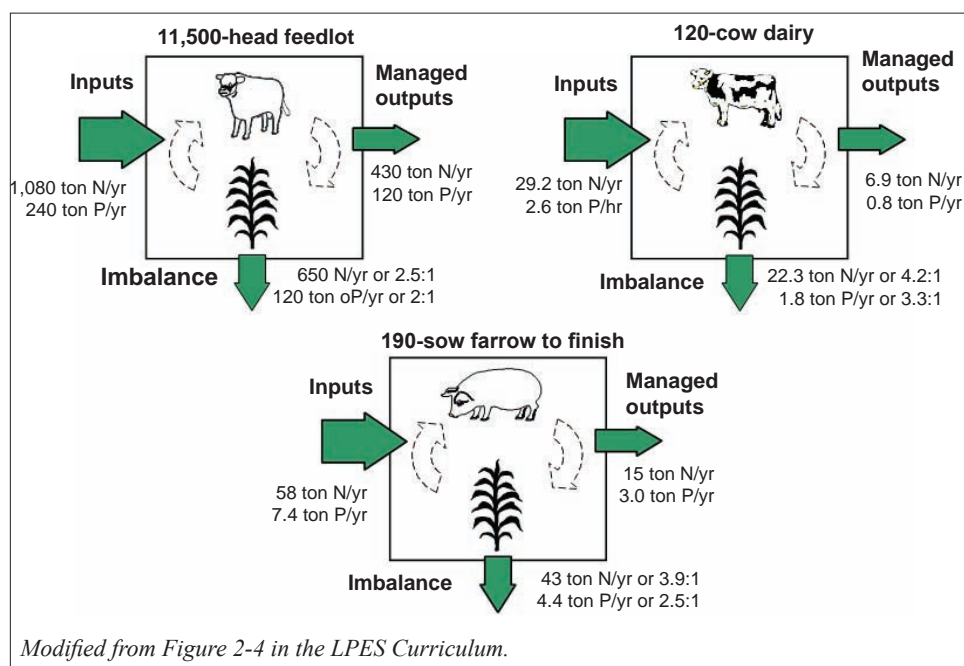 11,500-head feedlot
Inputs
Managed
outputs
1,080 ton N/yr
240 ton P/yr
430 ton N/yr
120 ton P/yr
Imbalance
650 N/yr or 2.5:1
120 ton oP/yr or 2:1
120-cow dairy
Inputs
Managed
outputs
29.2 ton N/yr
2.6 ton P/hr
6.9 ton N/yr
0.8 ton P/yr
Imbalance
22.3 ton N/yr or 4.2:1
1.8 ton P/yr or 3.3:1
190-sow farrow to finish
Inputs
Managed
outputs
58 ton N/yr
7.4 ton P/yr
15 ton N/yr
3.0 ton P/yr
Imbalance
43 ton N/yr or 3.9:1
4.4 ton P/yr or 2.5:1
Modified from Figure 2-4 in the LPES Curriculum.